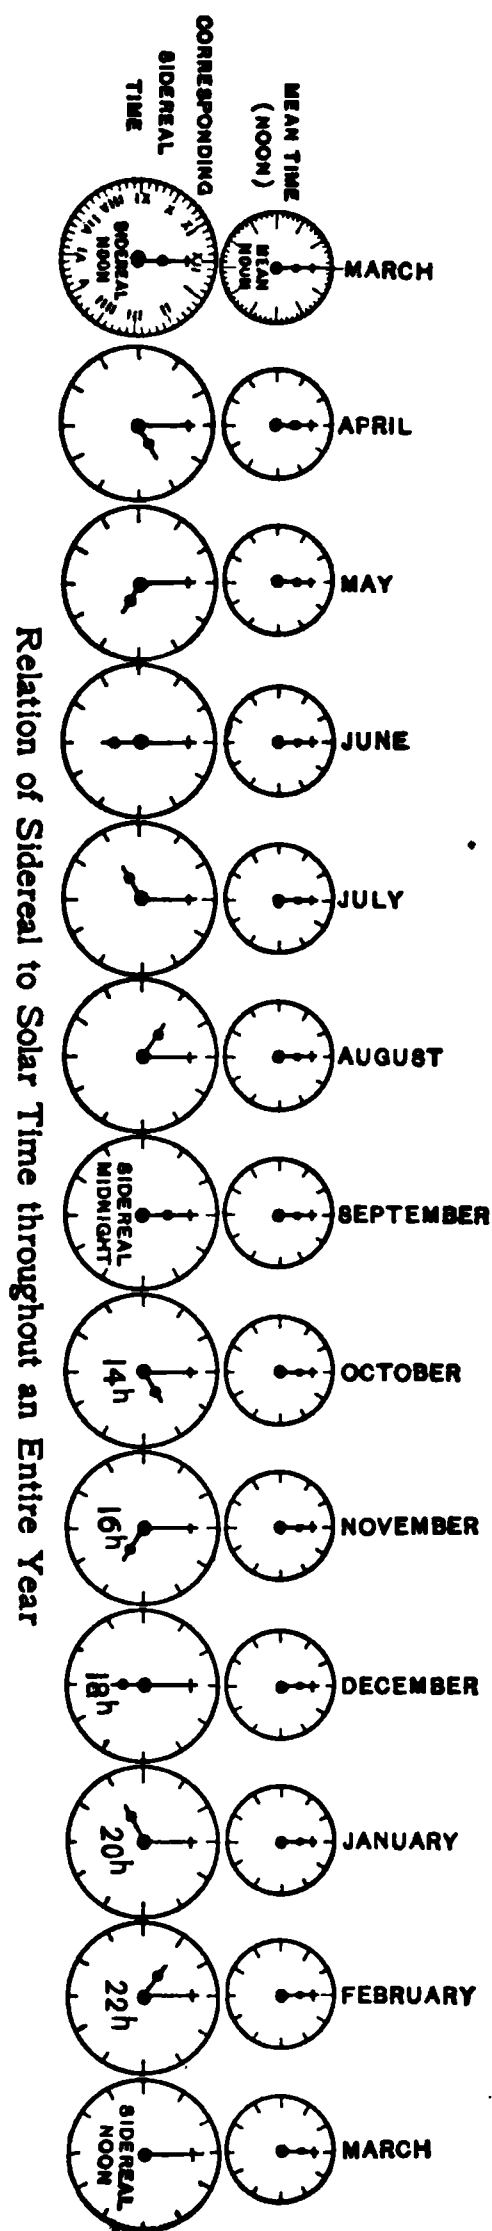 MARCH
APRIL
MAY
JUNE
JULY
AUGUST
SEPTEMBER
OCTOBER
NOVEMBER
DECEMBER
JANUARY
FEBRUARY
MARCH
MEAN TIME
(NOON)
MEAN
NOON
CORRESPONDING
SIDEREAL
TIME
SIDEREAL
NOON
SIDEREAL
MIDNIGHT
14h
16h
18h
20h
22h
SIDEREAL
NOON
Relation of Sidereal to Solar Time throughout an Entire Year